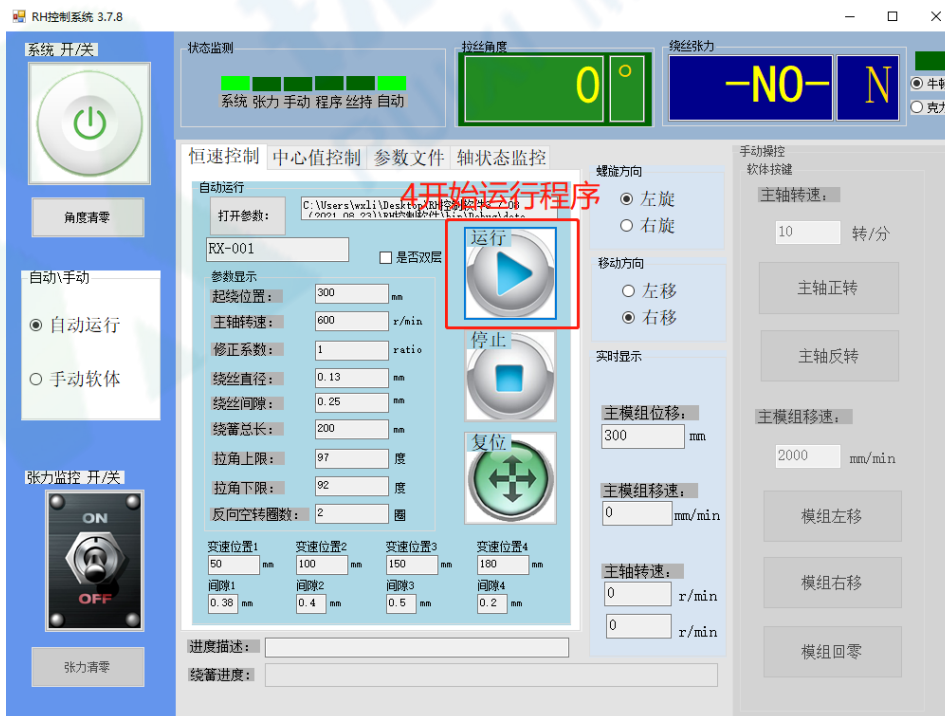 RH控制系统 3.7.8
系统 开/关
角度清零
自动\手动
自动运行
手动软体
张力监控 开/关
ON
OFF
张力清零
状态监测
系统 张力 手动 程序 丝持 自动
拉丝角度
0 °
绕丝张力
-NO- N
恒速控制 中心值控制 参数文件 轴状态监控
自动运行
4开始运行程序
打开参数:
RX-001
是否双层
运行
参数显示
起绕位置: 300 mm
主轴转速: 600 r/min
修正系数: 1 ratio
停止
绕丝直径: 0.13 mm
绕丝间隙: 0.25 mm
绕簧总长: 200 mm
复位
拉角上限: 97 度
拉角下限: 92 度
反向空转圈数: 2 圈
变速位置1 变速位置2 变速位置3 变速位置4
50 mm 100 mm 150 mm 180 mm
间隙1 间隙2 间隙3 间隙4
0.38 mm 0.4 mm 0.5 mm 0.2 mm
进度描述:
绕簧进度:
螺旋方向
左旋
右旋
移动方向
左移
右移
实时显示
主模组位移:
300 mm
主模组移速:
0 mm/min
主轴转速:
0 r/min
0 r/min
手动操控
软体按键
主轴转速:
10 转/分
主轴正转
主轴反转
主模组移速:
2000 mm/min
模组左移
模组右移
模组回零